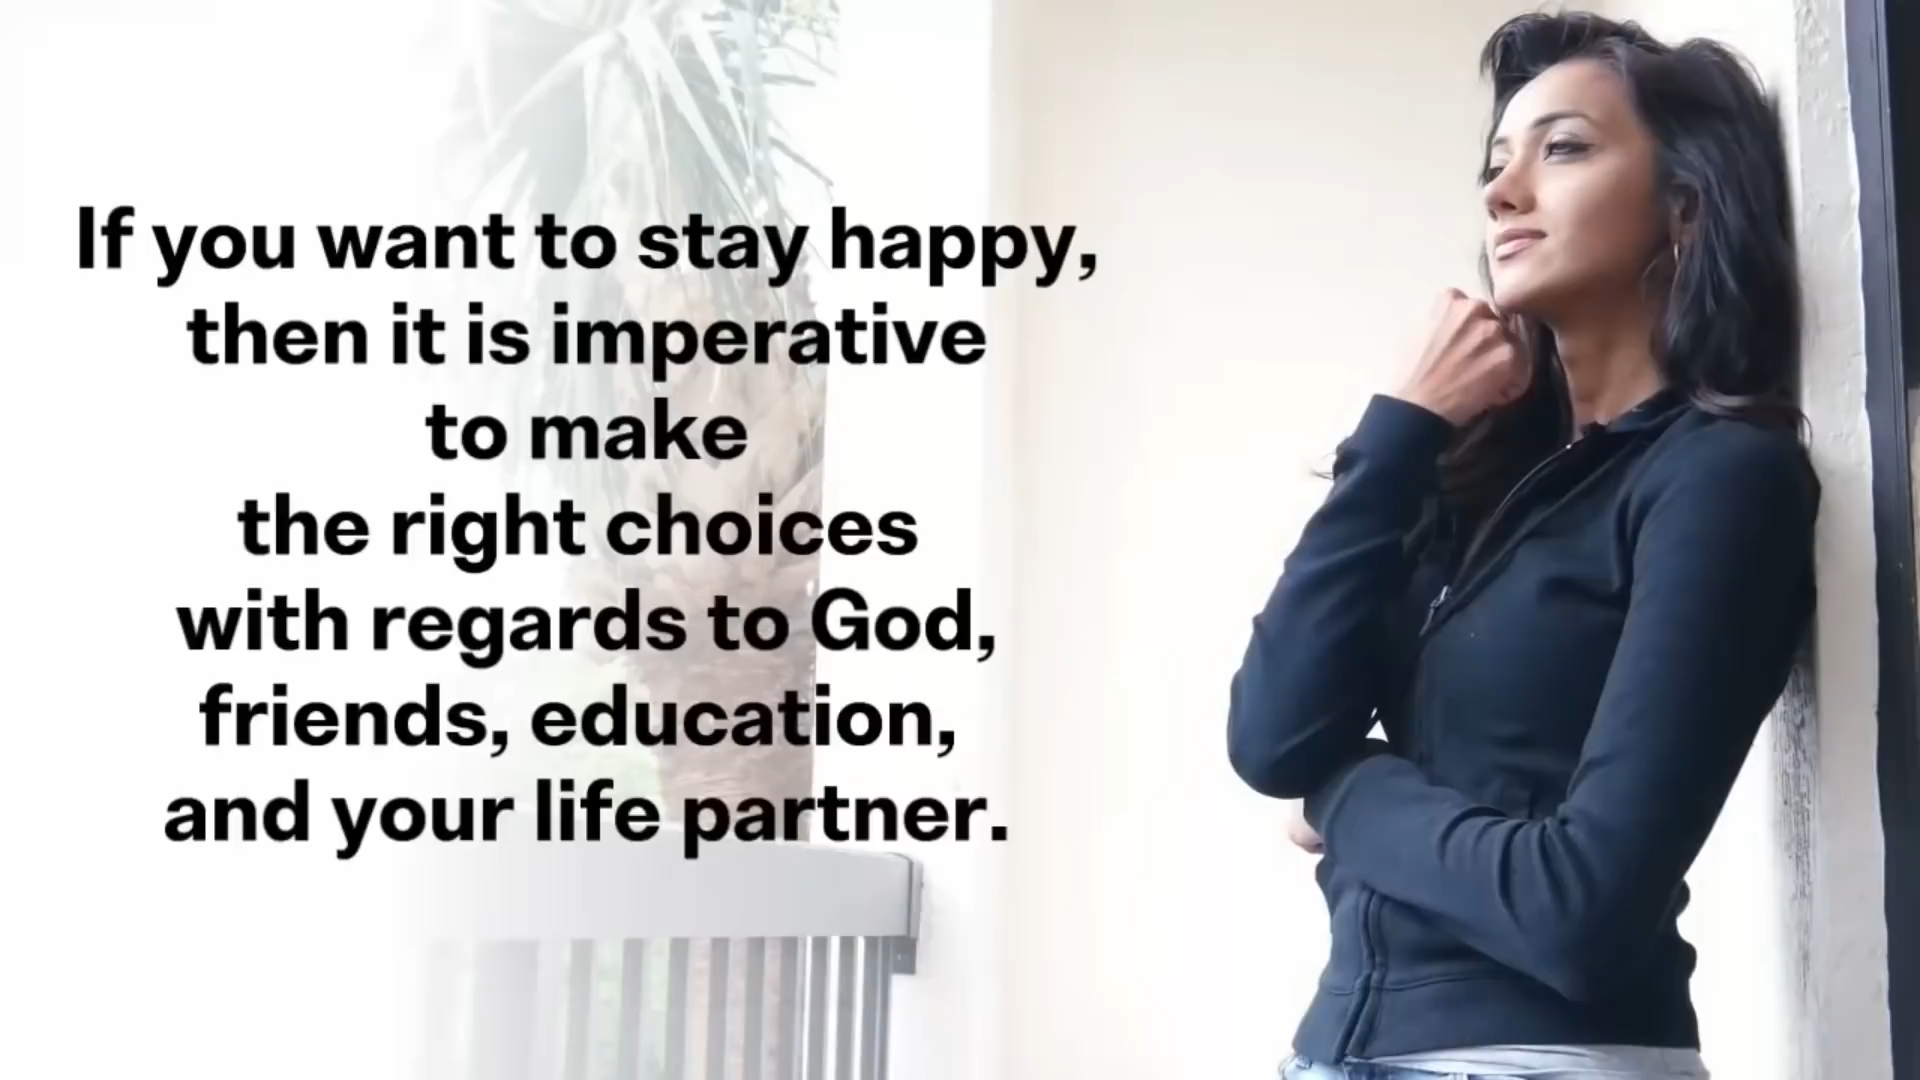 If you want to stay happy,
then it is imperative
to make
the right choices
with regards to God,
friends, education,
and your life partner.